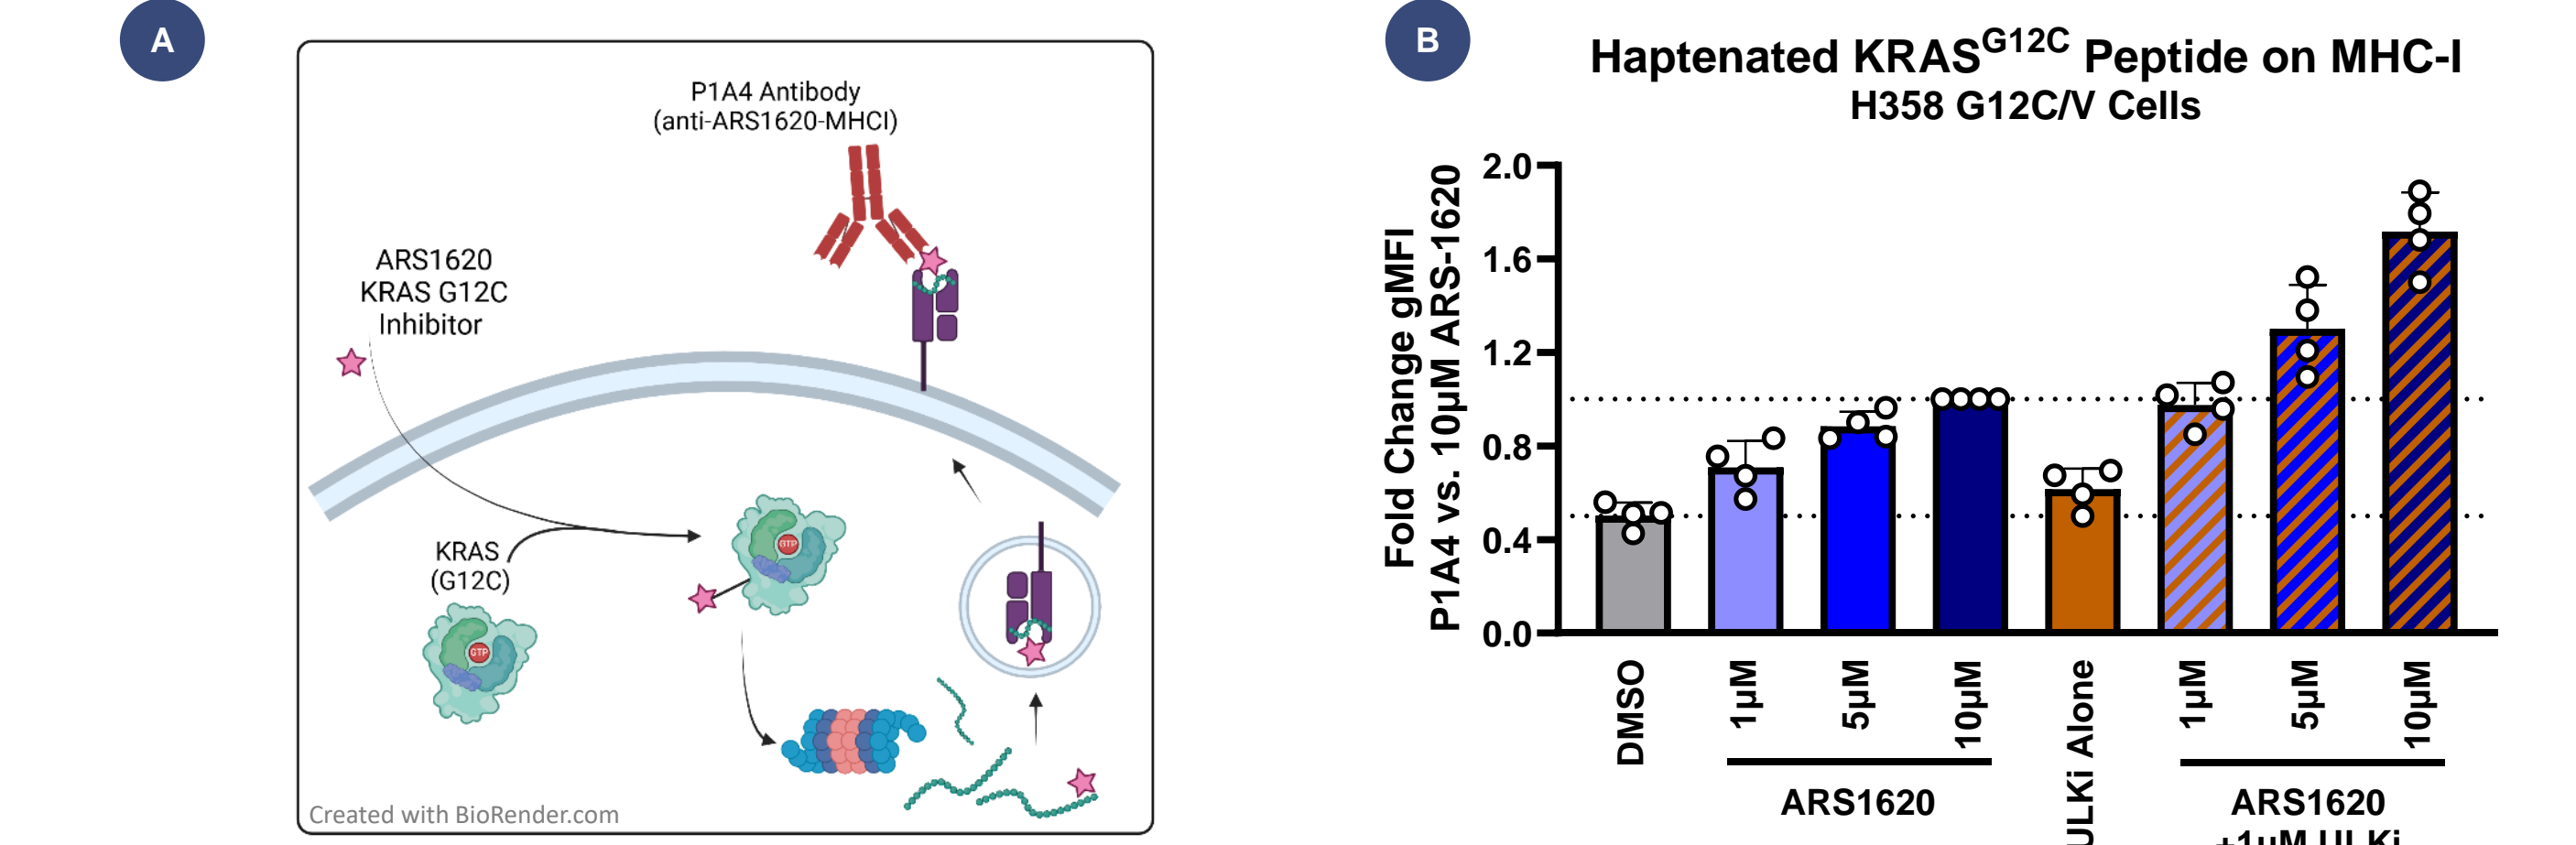 A
P1A4 Antibody
(anti-ARS1620-MHCI)
ARS1620
KRAS G12C
Inhibitor
KRAS
(G12C)
GTP
GTP
Created with BioRender.com
B
Haptenated KRASG12C Peptide on MHC-I
H358 G12C/V Cells
Fold Change gMFI
P1A4 vs. 10µM ARS-1620
2.0
1.6
1.2
0.8
0.4
0.0
DMSO
1µM
5µM
10µM
ULKi Alone
1µM
5µM
10µM
ARS1620
ARS1620
+1µM ULKi